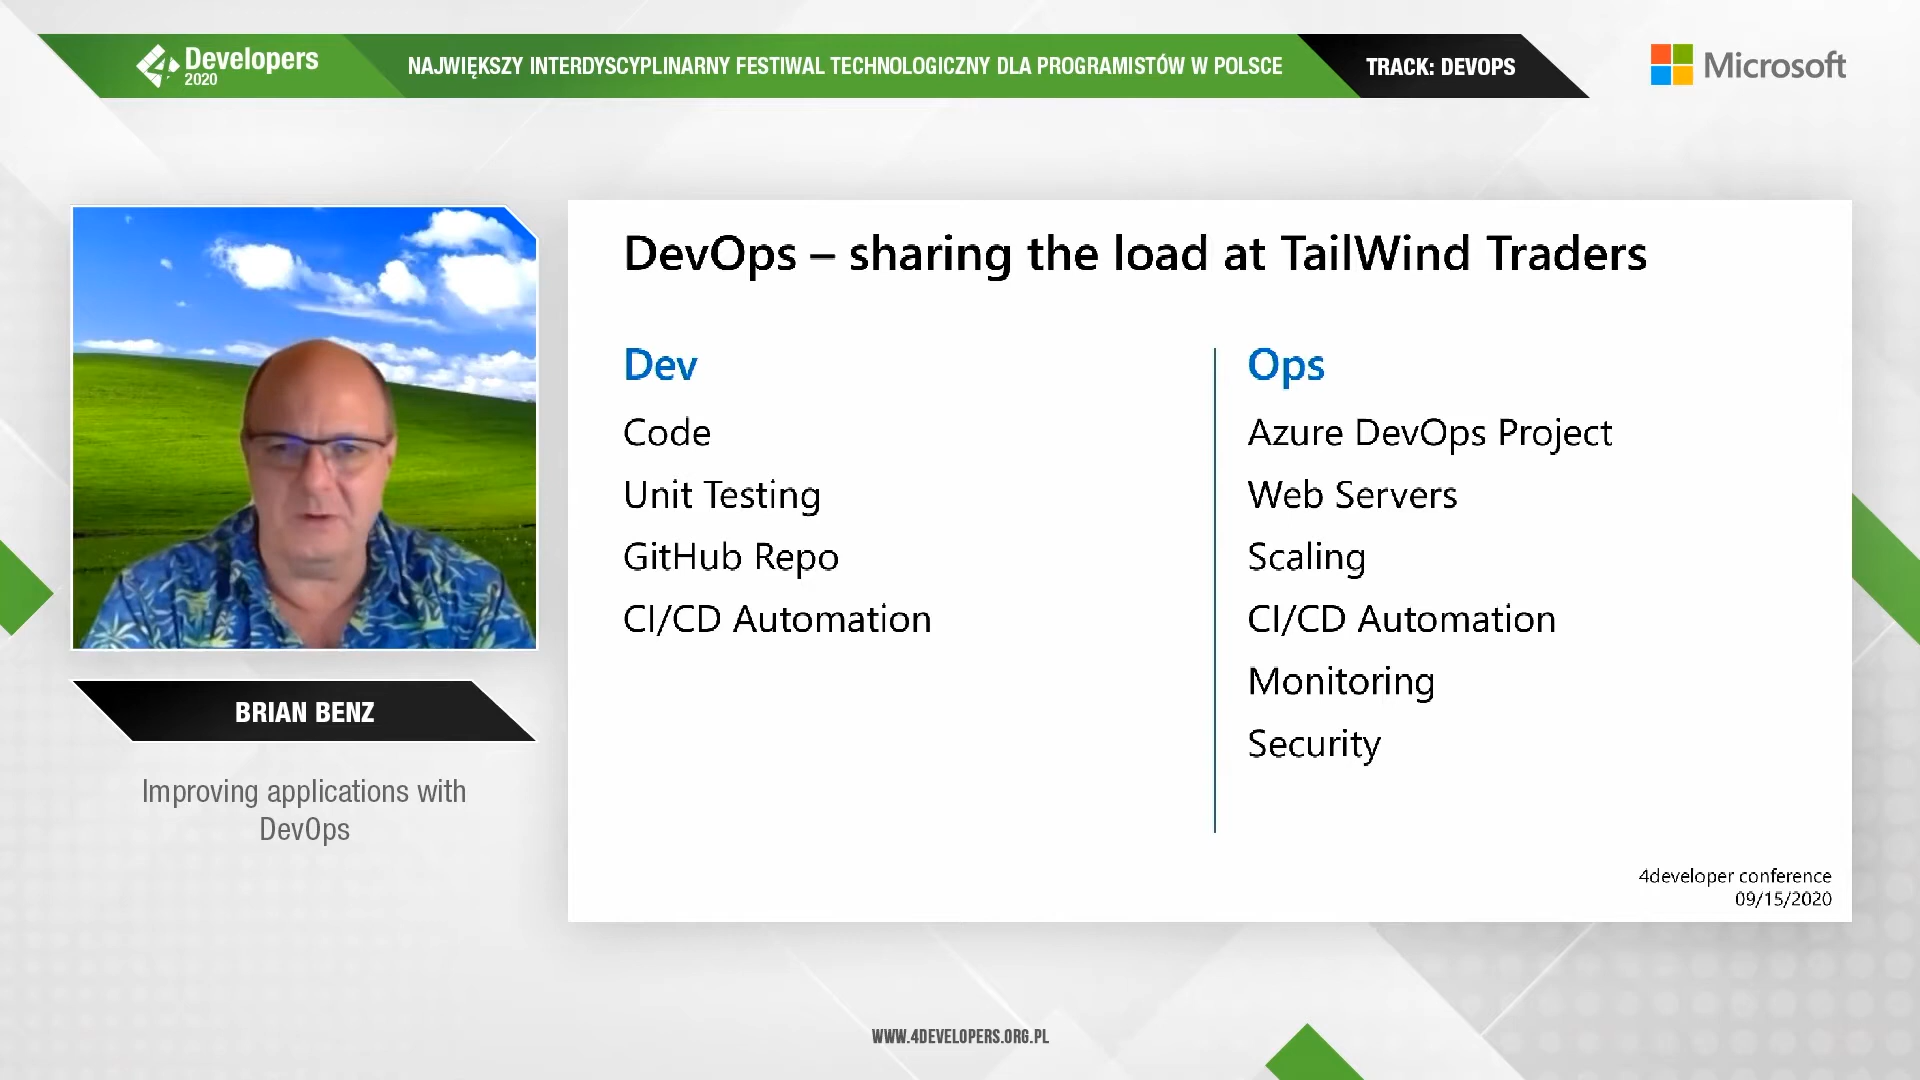 4 Developers
2020
NAJWIĘKSZY INTERDYSCYPLINARNY FESTIWAL TECHNOLOGICZNY DLA PROGRAMISTÓW W POLSCE
TRACK: DEVOPS
Microsoft
BRIAN BENZ
Improving applications with
DevOps
DevOps – sharing the load at TailWind Traders
Dev
Code
Unit Testing
GitHub Repo
CI/CD Automation
Ops
Azure DevOps Project
Web Servers
Scaling
CI/CD Automation
Monitoring
Security
4developer conference
09/15/2020
WWW.4DEVELOPERS.ORG.PL